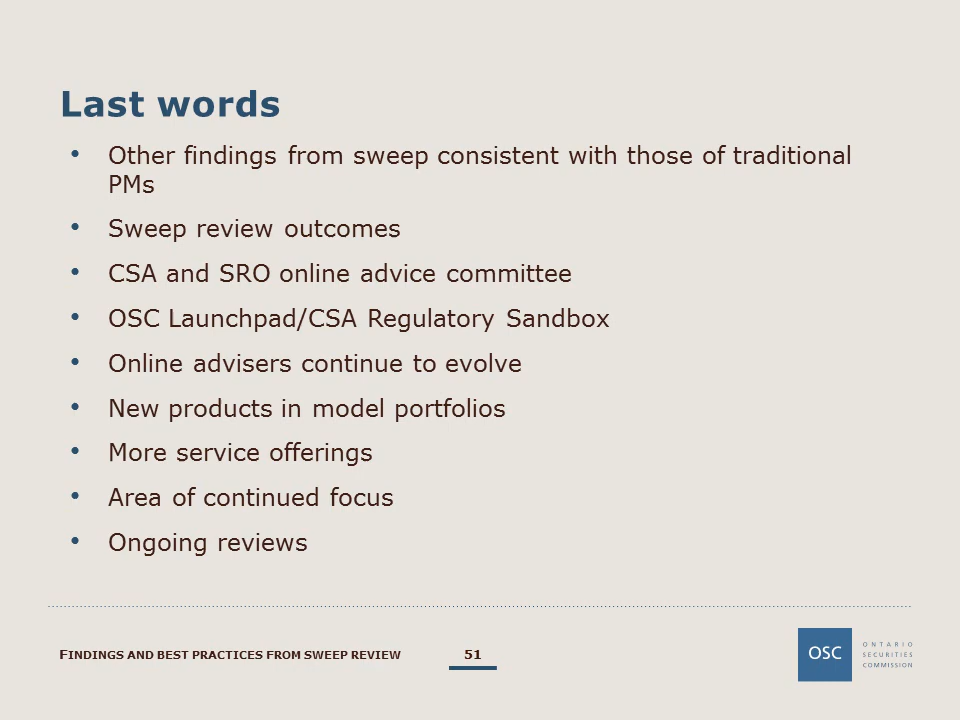 Last words
• Other findings from sweep consistent with those of traditional
PMs
• Sweep review outcomes
• CSA and SRO online advice committee
• OSC Launchpad/CSA Regulatory Sandbox
• Online advisers continue to evolve
• New products in model portfolios
• More service offerings
• Area of continued focus
• Ongoing reviews
FINDINGS AND BEST PRACTICES FROM SWEEP REVIEW 51
OSC
ONTARIO
SECURITIES
COMMISSION